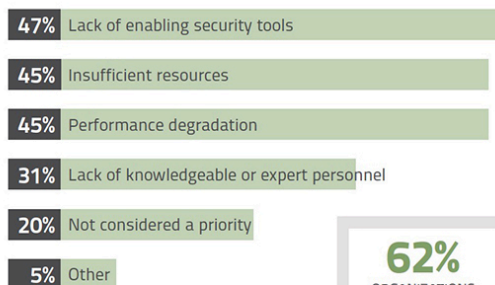 47% Lack of enabling security tools
45% Insufficient resources
45% Performance degradation
31% Lack of knowledgeable or expert personnel
20% Not considered a priority
5% Other
62%
ORGANIZATIONS